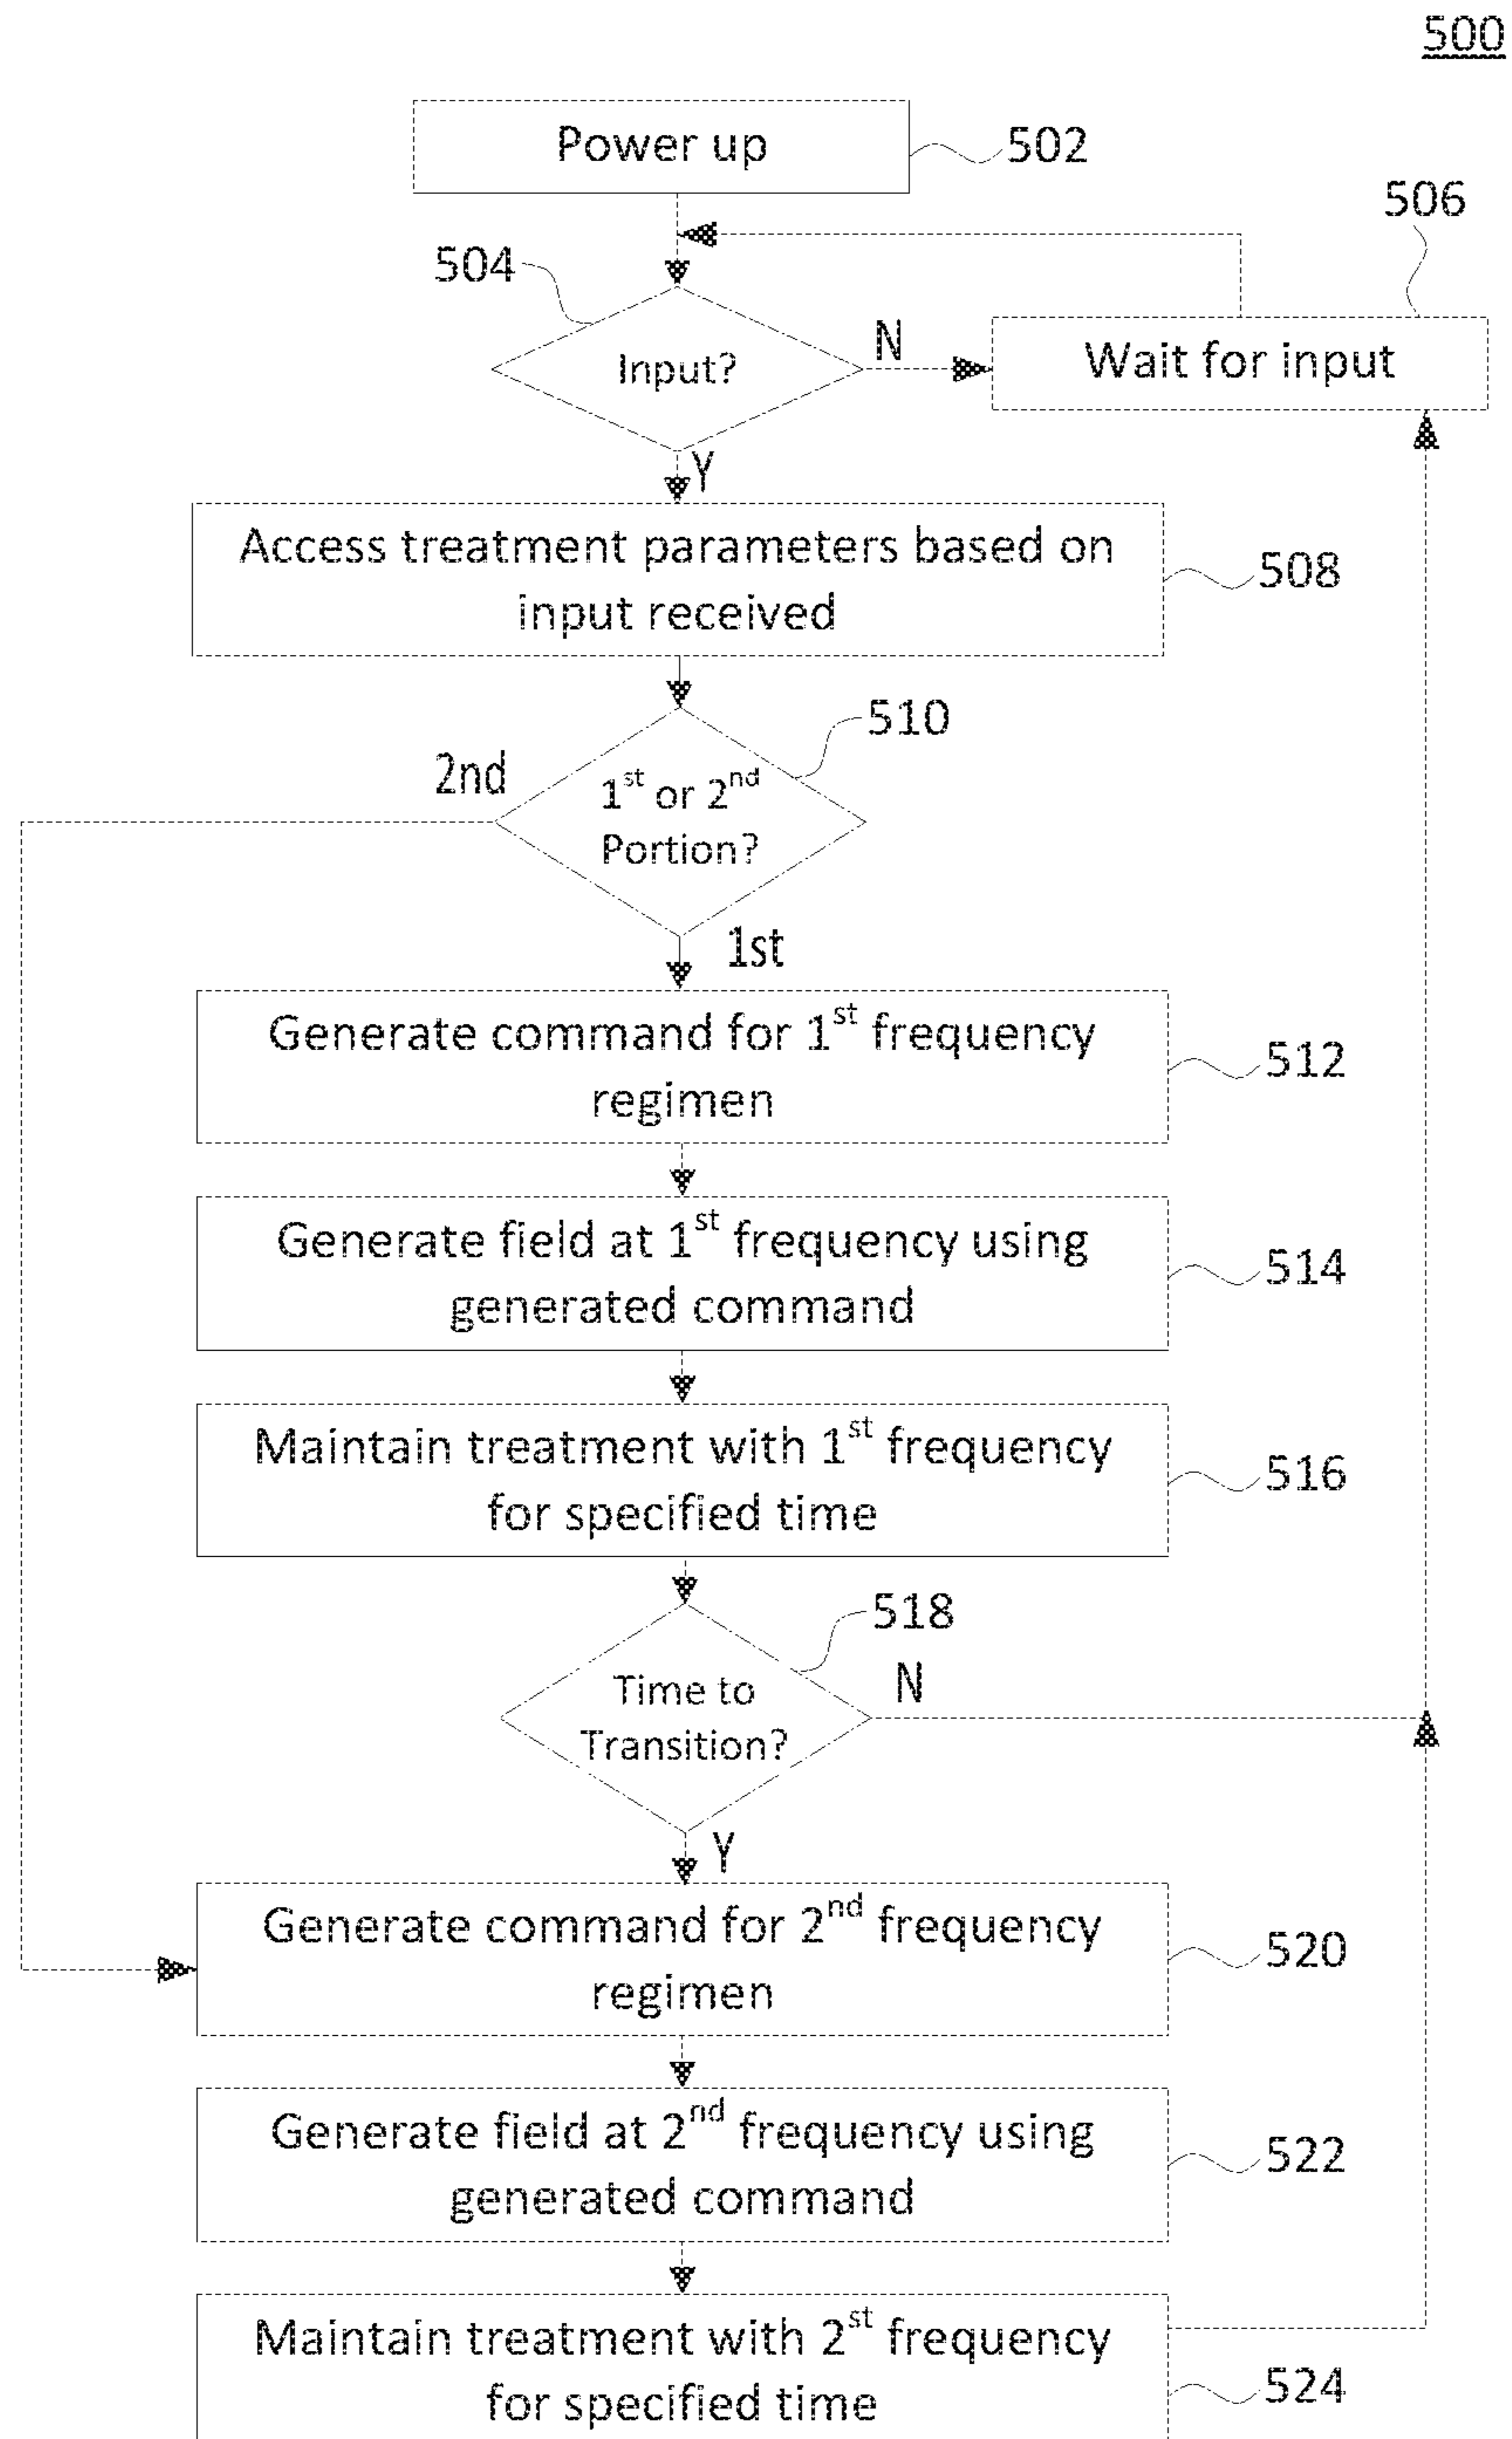 500
Power up
502
506
504
N
Input?
Wait for input
Y
Access treatment parameters based on
input received
508
510
2nd
1st or 2nd
Portion?
1st
Generate command for 1st frequency
regimen
512
Generate field at 1st frequency using
generated command
514
Maintain treatment with 1st frequency
for specified time
516
518
N
Time to
Transition?
Y
Generate command for 2nd frequency
regimen
520
Generate field at 2nd frequency using
generated command
522
Maintain treatment with 2st frequency
for specified time
524